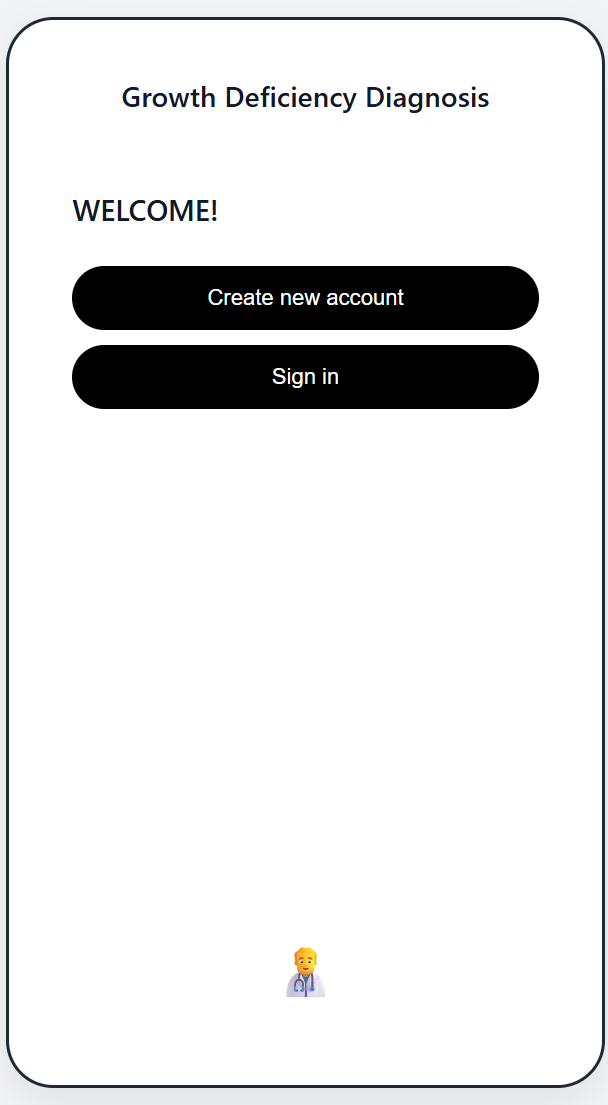 Growth Deficiency Diagnosis
WELCOME!
Create new account
Sign in